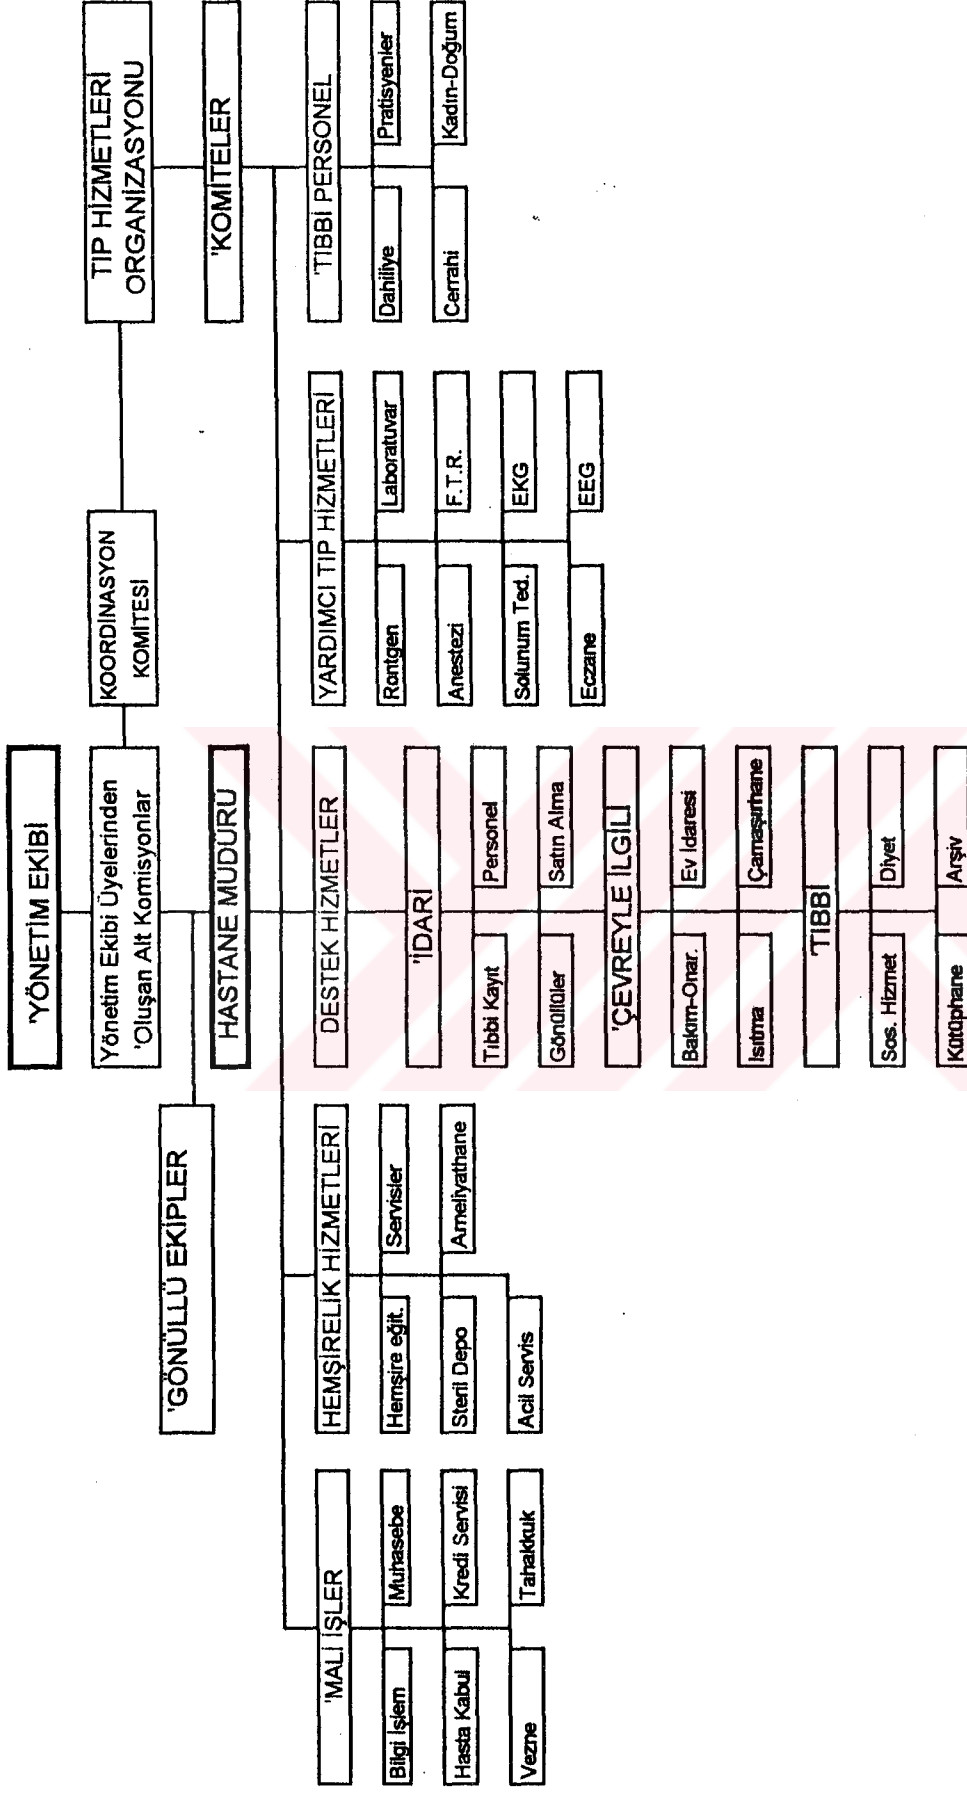 'YÖNETİM EKİBİ
Yönetim Ekibi Üyelerinden
'Oluşan Alt Komisyonlar
KOORDİNASYON
KOMİTESİ
TIP HİZMETLERİ
ORGANİZASYONU
'GÖNÜLLÜ EKİPLER
HASTANE MUDURU
'KOMİTELER
'MALİ İŞLER
Bilgi İşlem
Muhasebe
Hasta Kabul
Kredi Servisi
Vezne
Tahakkuk
HEMŞİRELİK HİZMETLERİ
Hemşire eğit.
Servisler
Steril Depo
Ameliyathane
Acil Servis
DESTEK HİZMETLER
'İDARİ
Tıbbi Kayıt
Personel
Gönüllüler
Satın Alma
'ÇEVREYLE İLGİLİ
Bakım-Onar.
Ev İdaresi
Isıtma
Çamaşırhane
'TIBBİ
Sos. Hizmet
Diyet
Kütüphane
Arşiv
YARDIMCI TIP HİZMETLERİ
Rontgen
Laboratuvar
Anestezi
F.T.R.
Solunum Ted.
EKG
Eczane
EEG
'TIBBİ PERSONEL
Dahiliye
Pratisyenler
Cerrahi
Kadın-Doğum